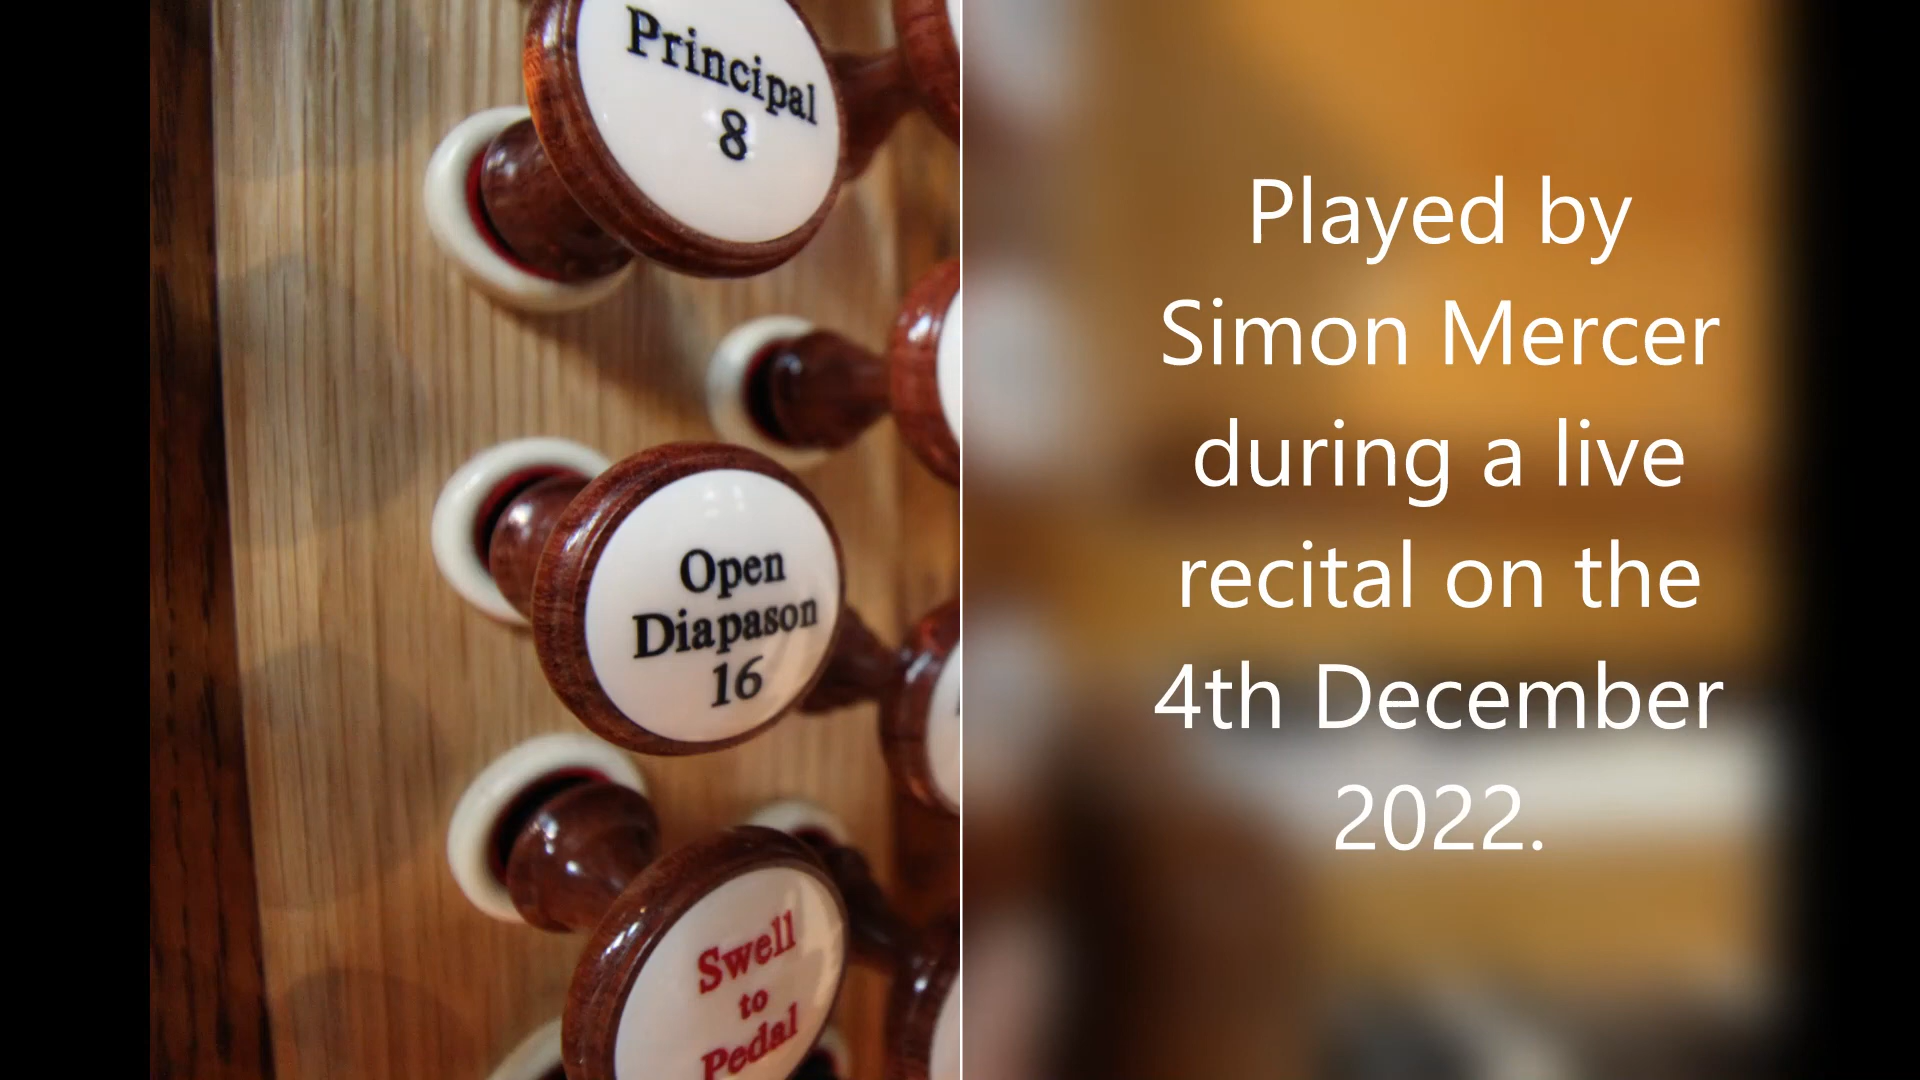 Principal
8
Open
Diapason
16
Swell
to
Pedal
Played by
Simon Mercer
during a live
recital on the
4th December
2022.